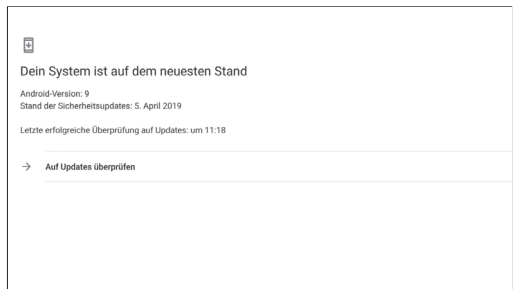 Dein System ist auf dem neuesten Stand
Android-Version: 9
Stand der Sicherheitsupdates: 5. April 2019
Letzte erfolgreiche Überprüfung auf Updates: um 11:18
Auf Updates überprüfen